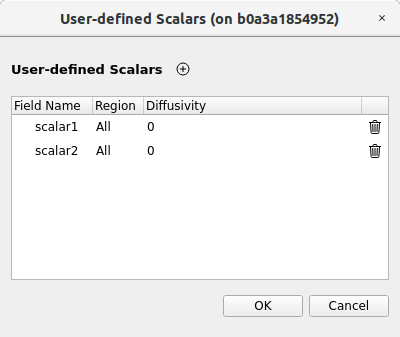 User-defined Scalars (on b0a3a1854952)
User-defined Scalars
Field Name Region Diffusivity
scalar1 All 0
scalar2 All 0
OK Cancel